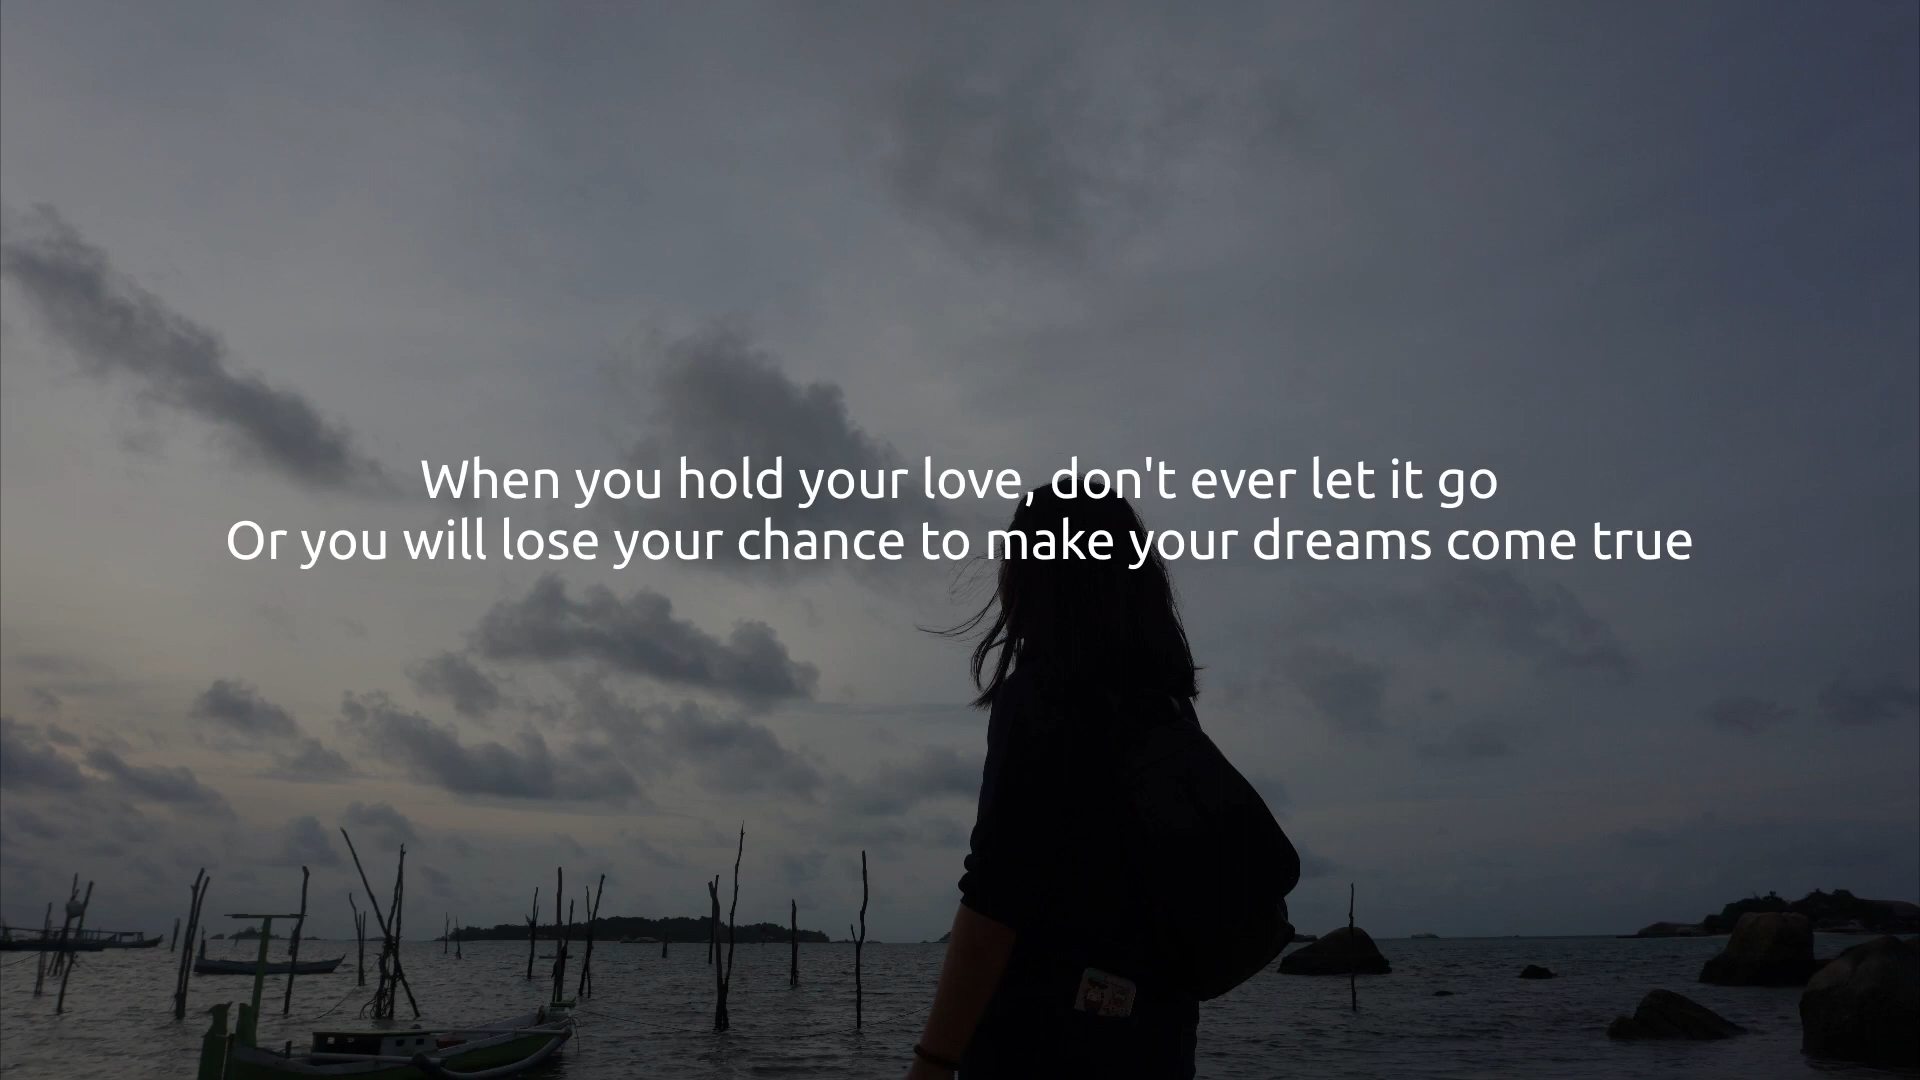 When you hold your love, don't ever let it go
Or you will lose your chance to make your dreams come true